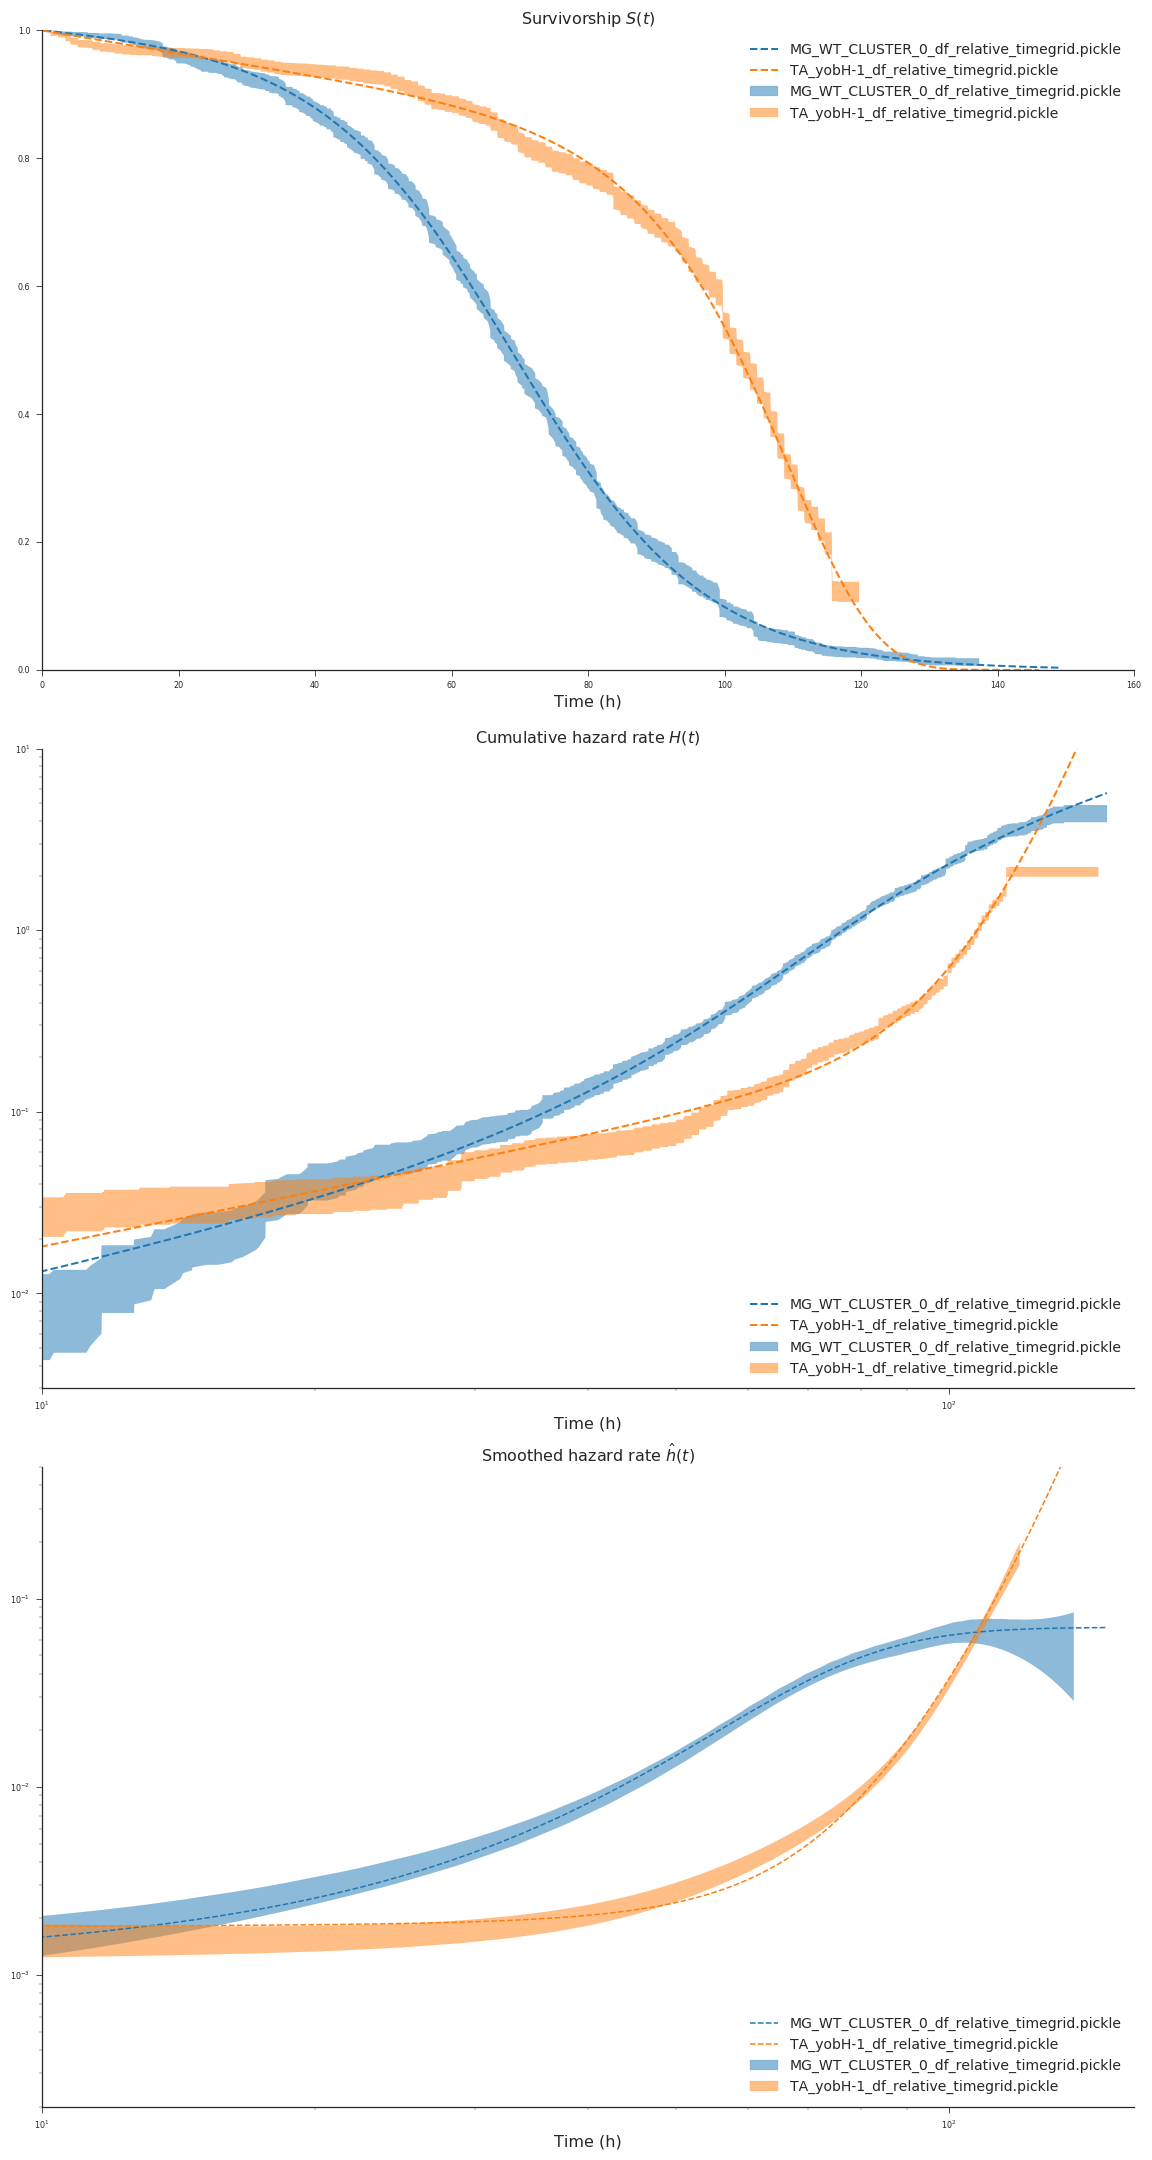 Survivorship S(t)
1.0
0.8
0.6
0.4
0.2
0.0
MG_WT_CLUSTER_0_df_relative_timegrid.pickle
TA_yobH-1_df_relative_timegrid.pickle
MG_WT_CLUSTER_0_df_relative_timegrid.pickle
TA_yobH-1_df_relative_timegrid.pickle
0 20 40 60 80 100 120 140 160
Time (h)
Cumulative hazard rate H(t)
10¹
10⁰
10⁻¹
10⁻²
MG_WT_CLUSTER_0_df_relative_timegrid.pickle
TA_yobH-1_df_relative_timegrid.pickle
MG_WT_CLUSTER_0_df_relative_timegrid.pickle
TA_yobH-1_df_relative_timegrid.pickle
10¹ 10²
Time (h)
Smoothed hazard rate ĥ(t)
10⁻¹
10⁻²
10⁻³
MG_WT_CLUSTER_0_df_relative_timegrid.pickle
TA_yobH-1_df_relative_timegrid.pickle
MG_WT_CLUSTER_0_df_relative_timegrid.pickle
TA_yobH-1_df_relative_timegrid.pickle
10¹ 10²
Time (h)